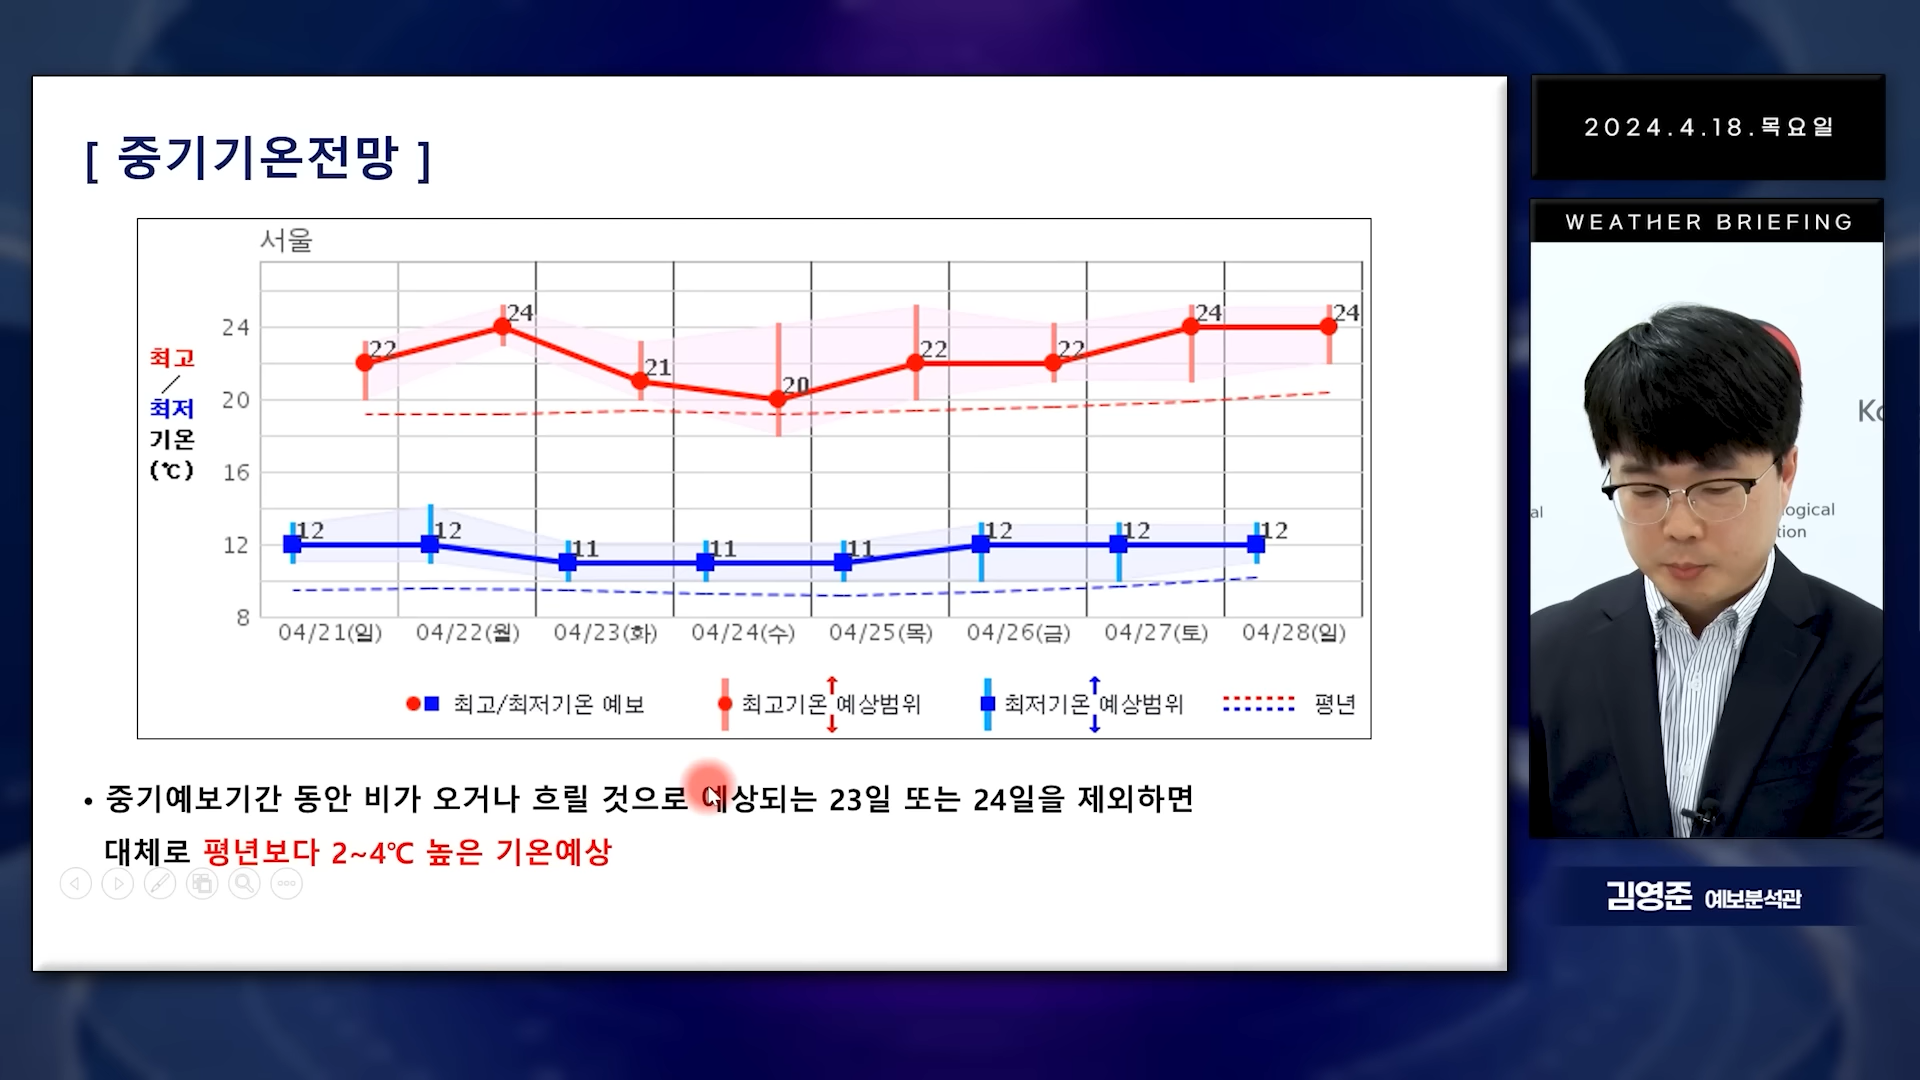 [ 중기기온전망 ]
2024.4.18.목요일
WEATHER BRIEFING
서울
최고
/
최저
기온
(℃)
24
20
16
12
8
22 24 21 20 22 22 24 24
12 12 11 11 11 12 12 12
04/21(일) 04/22(월) 04/23(화) 04/24(수) 04/25(목) 04/26(금) 04/27(토) 04/28(일)
최고/최저기온 예보 최고기온 예상범위 최저기온 예상범위 평년
• 중기예보기간 동안 비가 오거나 흐릴 것으로 예상되는 23일 또는 24일을 제외하면
대체로 평년보다 2~4℃ 높은 기온예상
Ko
al
ological
tion
김영준 예보분석관